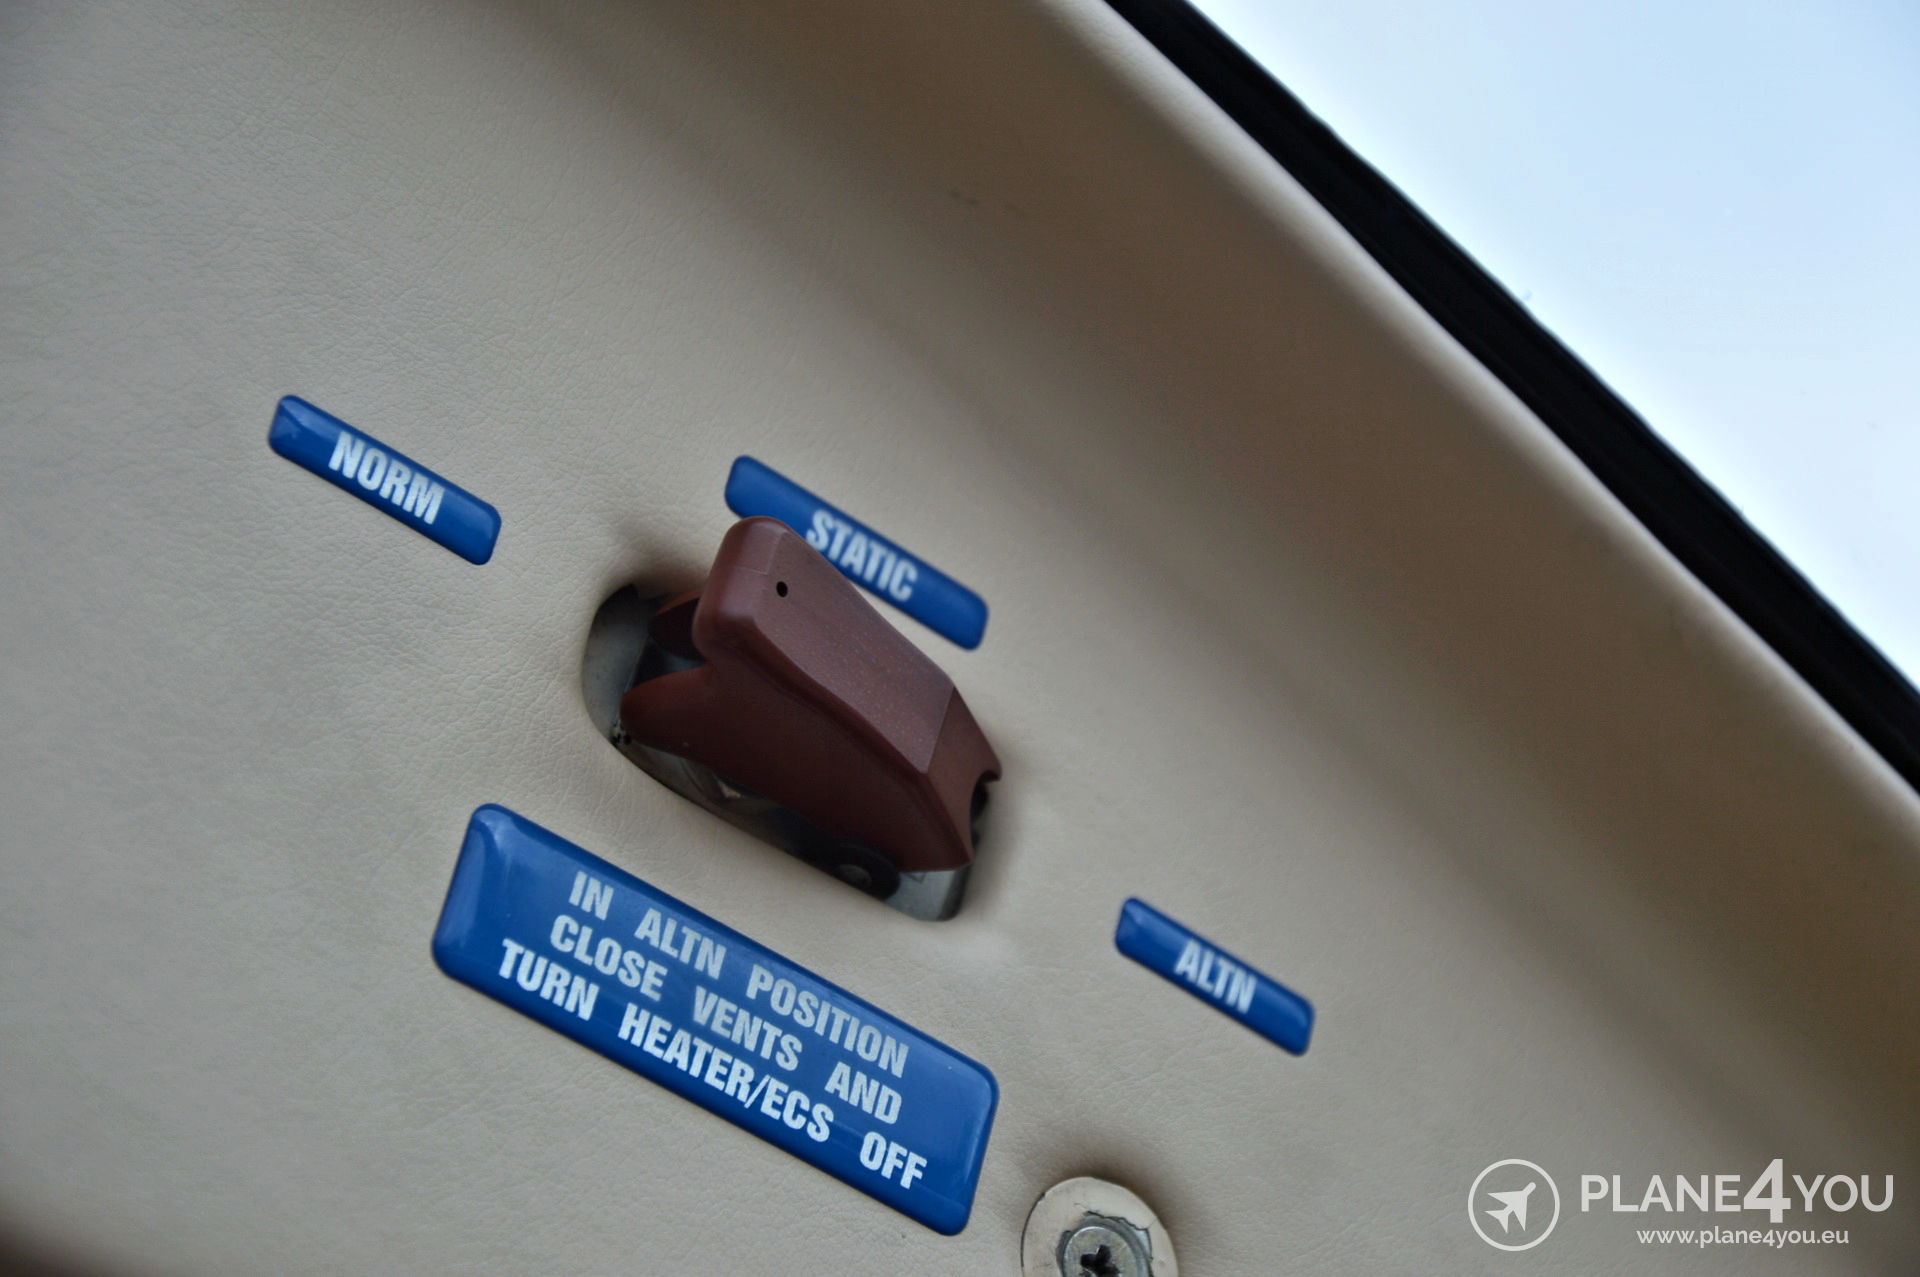 NORM
STATIC
IN ALTN POSITION
CLOSE VENTS AND
TURN HEATER/ECS OFF
ALTN
PLANE4YOU
www.plane4you.eu